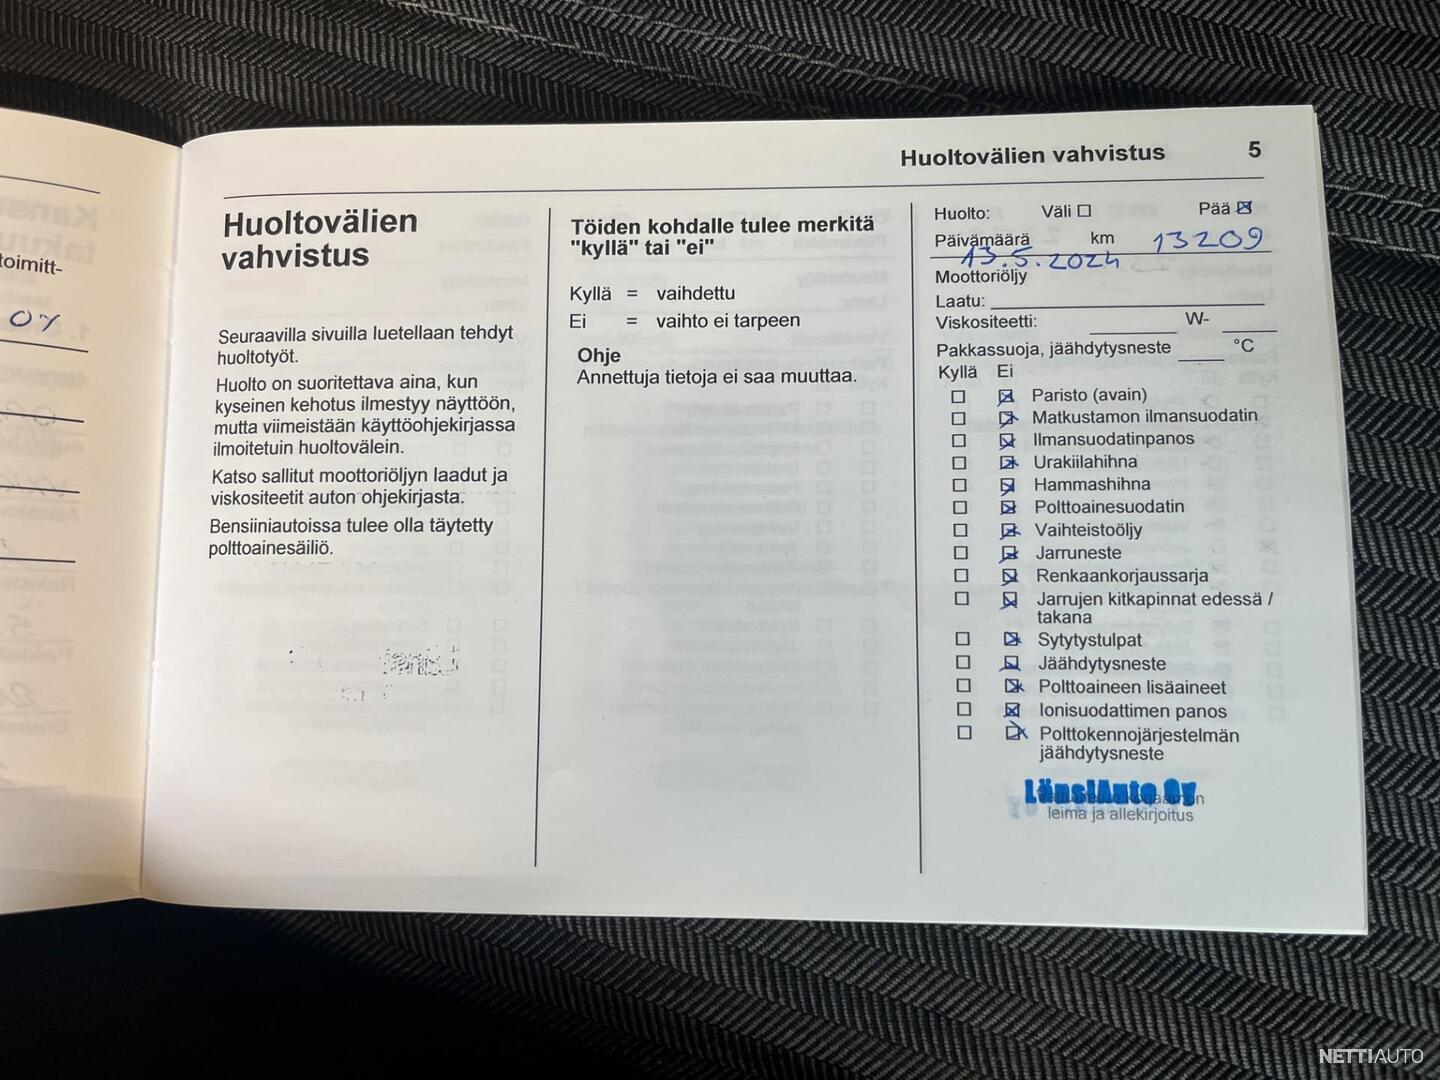 toimitt-
Huoltovälien vahvistus 5
Huoltovälien
vahvistus
Seuraavilla sivuilla luetellaan tehdyt
huoltotyöt.
Huolto on suoritettava aina, kun
kyseinen kehotus ilmestyy näyttöön,
mutta viimeistään käyttöohjekirjassa
ilmoitetuin huoltovälein.
Katso sallitut moottoriöljyn laadut ja
viskositeetit auton ohjekirjasta.
Bensiiniautoissa tulee olla täytetty
polttoainesäiliö.
Töiden kohdalle tulee merkitä
"kyllä" tai "ei"
Kyllä = vaihdettu
Ei = vaihto ei tarpeen
Ohje
Annettuja tietoja ei saa muuttaa.
Huolto: Väli Pää
Päivämäärä km 13209
13.5.2024
Moottoriöljy
Laatu:
Viskositeetti: W-
Pakkassuoja, jäähdytysneste °C
Kyllä Ei
Paristo (avain)
Matkustamon ilmansuodatin
Ilmansuodatinpanos
Urakiilahihna
Hammashihna
Polttoainesuodatin
Vaihteistoöljy
Jarruneste
Renkaankorjaussarja
Jarrujen kitkapinnat edessä /
takana
Sytytystulpat
Jäähdytysneste
Polttoaineen lisäaineet
Ionisuodattimen panos
Polttokennojärjestelmän
jäähdytysneste
LänsiAuto Oy
leima ja allekirjoitus
NETTIAUTO